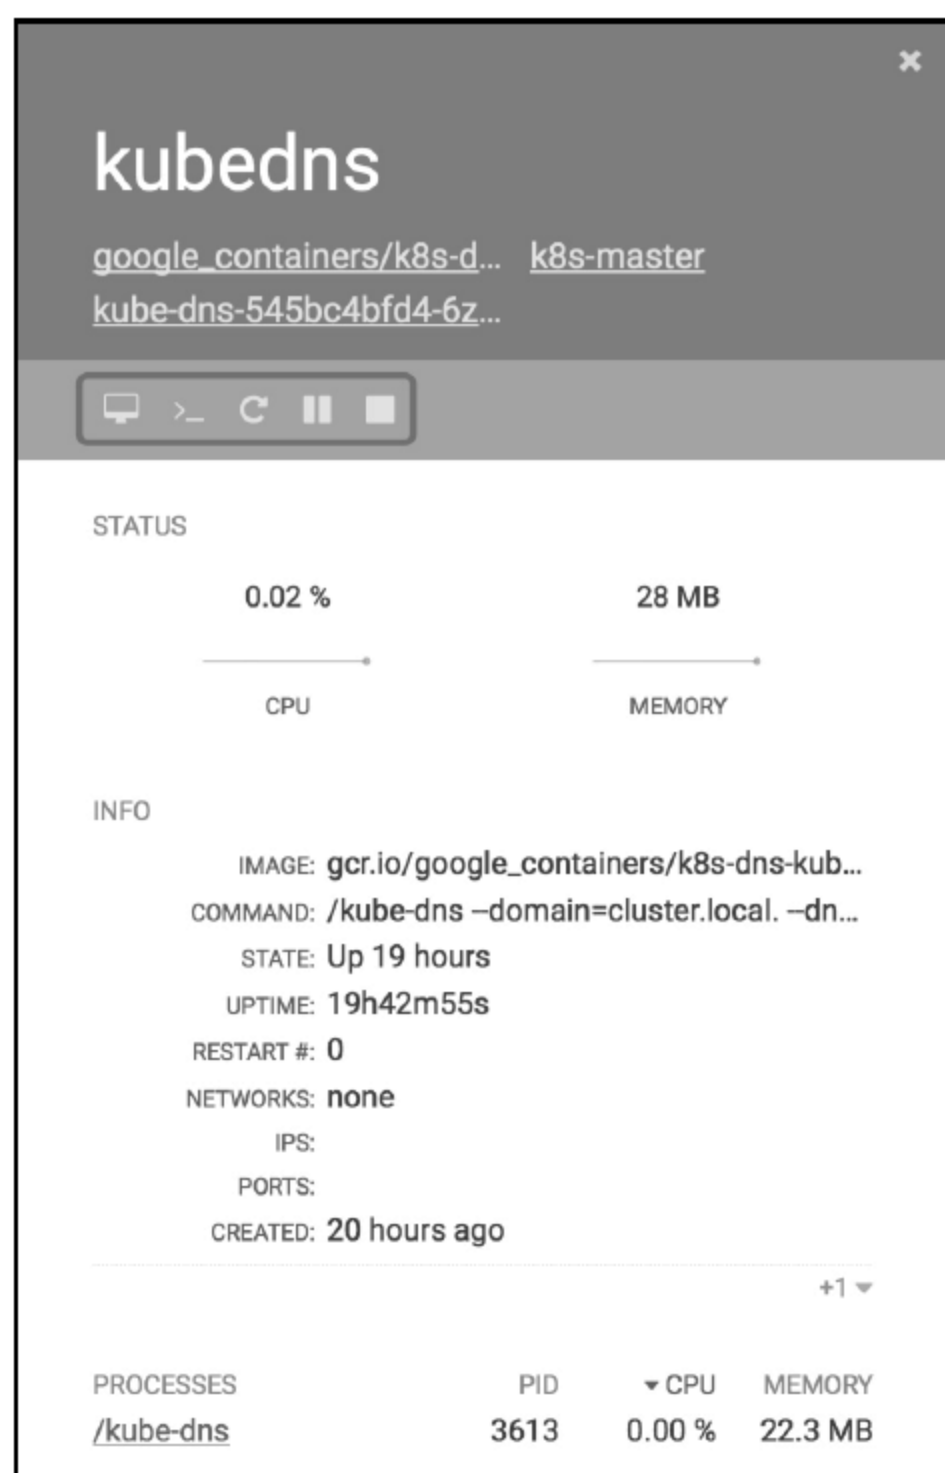 kubedns
google_containers/k8s-d... k8s-master
kube-dns-545bc4bfd4-6z...
>_
STATUS
0.02 % 28 MB
CPU MEMORY
INFO
IMAGE: gcr.io/google_containers/k8s-dns-kub...
COMMAND: /kube-dns --domain=cluster.local. --dn...
STATE: Up 19 hours
UPTIME: 19h42m55s
RESTART #: 0
NETWORKS: none
IPS:
PORTS:
CREATED: 20 hours ago
+1
PROCESSES PID CPU MEMORY
/kube-dns 3613 0.00 % 22.3 MB